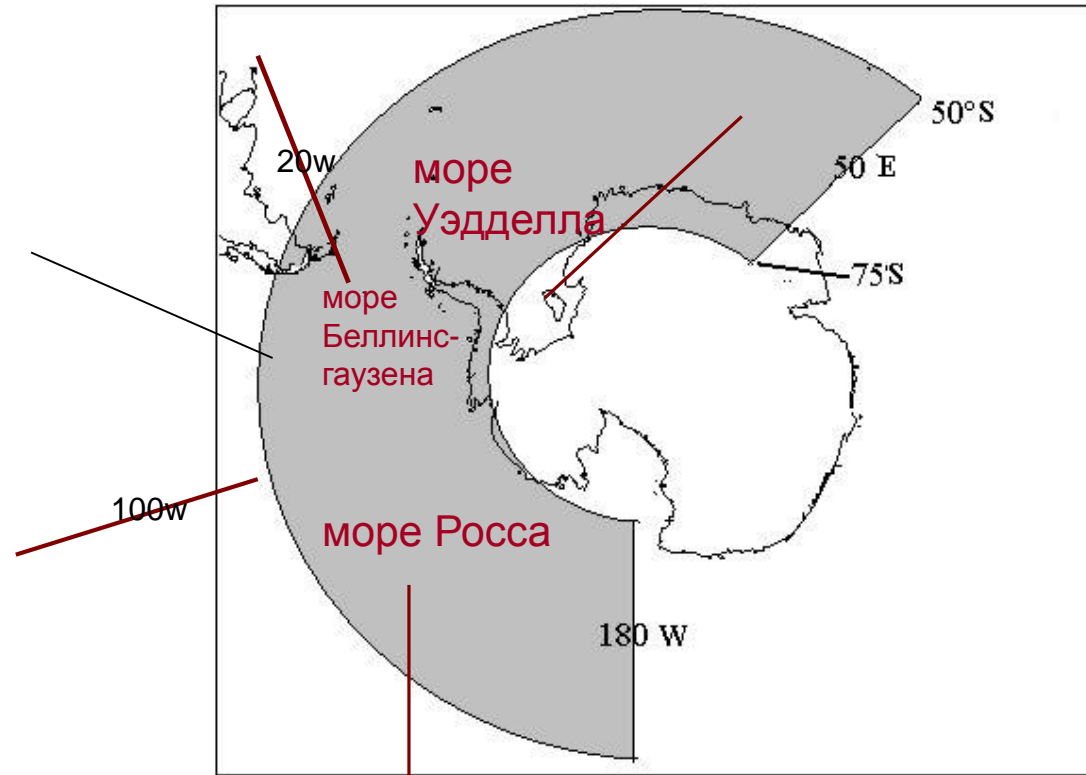 50°S
20w
50 E
море
Уэдделла
75°S
море
Беллинс-
гаузена
100w
море Росса
180 W